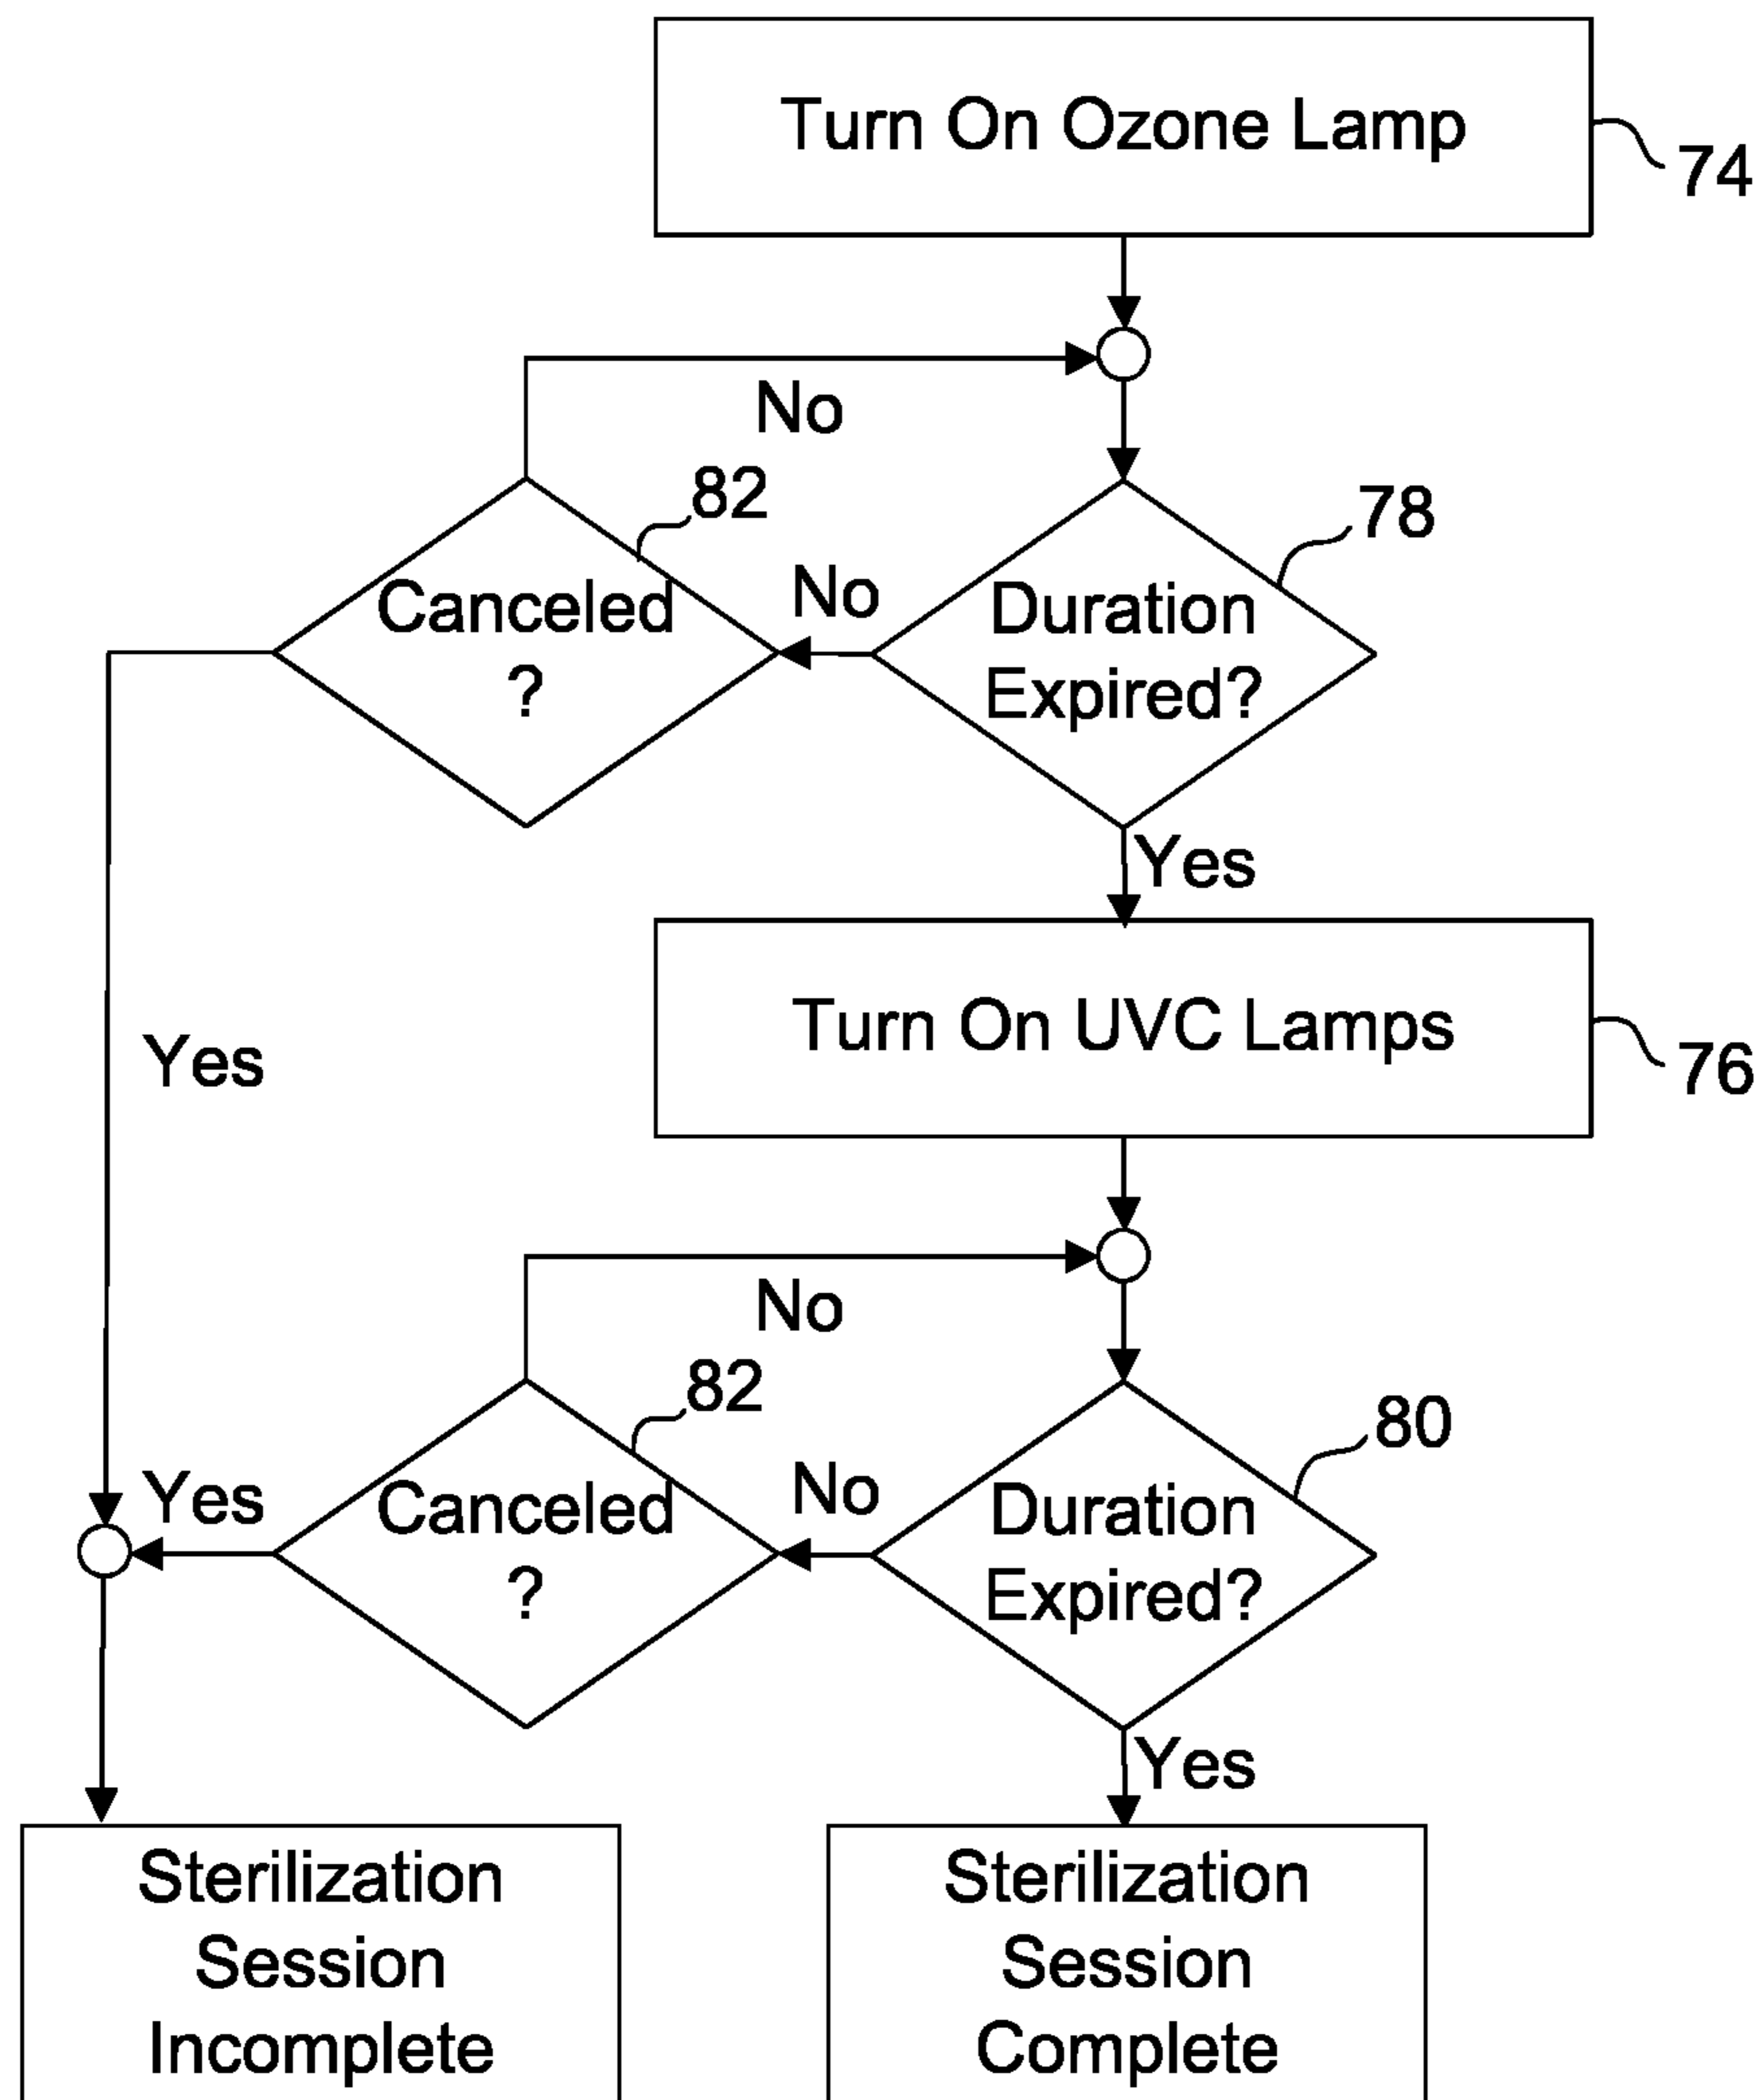 Turn On Ozone Lamp
74
No
82
78
Canceled
?
No
Duration
Expired?
Yes
Turn On UVC Lamps
76
Yes
No
82
80
Yes
Canceled
?
No
Duration
Expired?
Yes
Sterilization
Session
Incomplete
Sterilization
Session
Complete